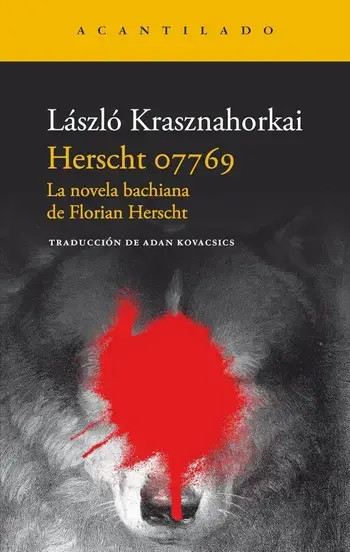 ACANTILADO
László Krasznahorkai
Herscht 07769
La novela bachiana
de Florian Herscht
TRADUCCIÓN DE ADAN KOVACSICS